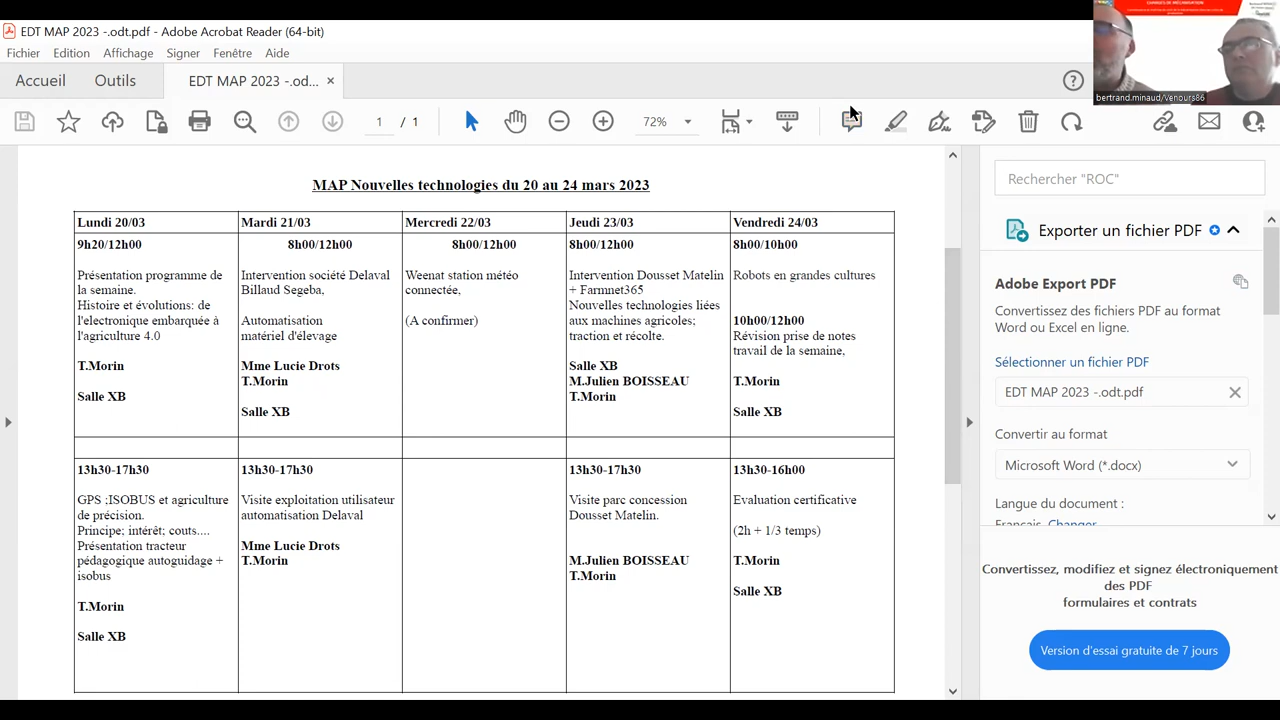 EDT MAP 2023 -.odt.pdf - Adobe Acrobat Reader (64-bit)
Fichier Edition Affichage Signer Fenêtre Aide
Accueil Outils EDT MAP 2023 -.od... ×
1 / 1 72%
bertrand.minaud/Venours86
MAP Nouvelles technologies du 20 au 24 mars 2023
Lundi 20/03
9h20/12h00
Présentation programme de
la semaine.
Histoire et évolutions: de
l'electronique embarquée à
l'agriculture 4.0
T.Morin
Salle XB
Mardi 21/03
8h00/12h00
Intervention société Delaval
Billaud Segeba,
Automatisation
matériel d'élevage
Mme Lucie Drots
T.Morin
Salle XB
Mercredi 22/03
8h00/12h00
Weenat station météo
connectée,
(A confirmer)
Jeudi 23/03
8h00/12h00
Intervention Dousset Matelin
+ Farmnet365
Nouvelles technologies liées
aux machines agricoles;
traction et récolte.
Salle XB
M.Julien BOISSEAU
T.Morin
Vendredi 24/03
8h00/10h00
Robots en grandes cultures
10h00/12h00
Révision prise de notes
travail de la semaine,
T.Morin
Salle XB
13h30-17h30
GPS ;ISOBUS et agriculture
de précision.
Principe; intérêt; couts....
Présentation tracteur
pédagogique autoguidage +
isobus
T.Morin
Salle XB
13h30-17h30
Visite exploitation utilisateur
automatisation Delaval
Mme Lucie Drots
T.Morin
13h30-17h30
Visite parc concession
Dousset Matelin.
M.Julien BOISSEAU
T.Morin
13h30-16h00
Evaluation certificative
(2h + 1/3 temps)
T.Morin
Salle XB
Rechercher "ROC"
Exporter un fichier PDF
Adobe Export PDF
Convertissez des fichiers PDF au format
Word ou Excel en ligne.
Sélectionner un fichier PDF
EDT MAP 2023 -.odt.pdf
Convertir au format
Microsoft Word (*.docx)
Langue du document :
Français Changer
Convertissez, modifiez et signez électroniquement
des PDF
formulaires et contrats
Version d'essai gratuite de 7 jours